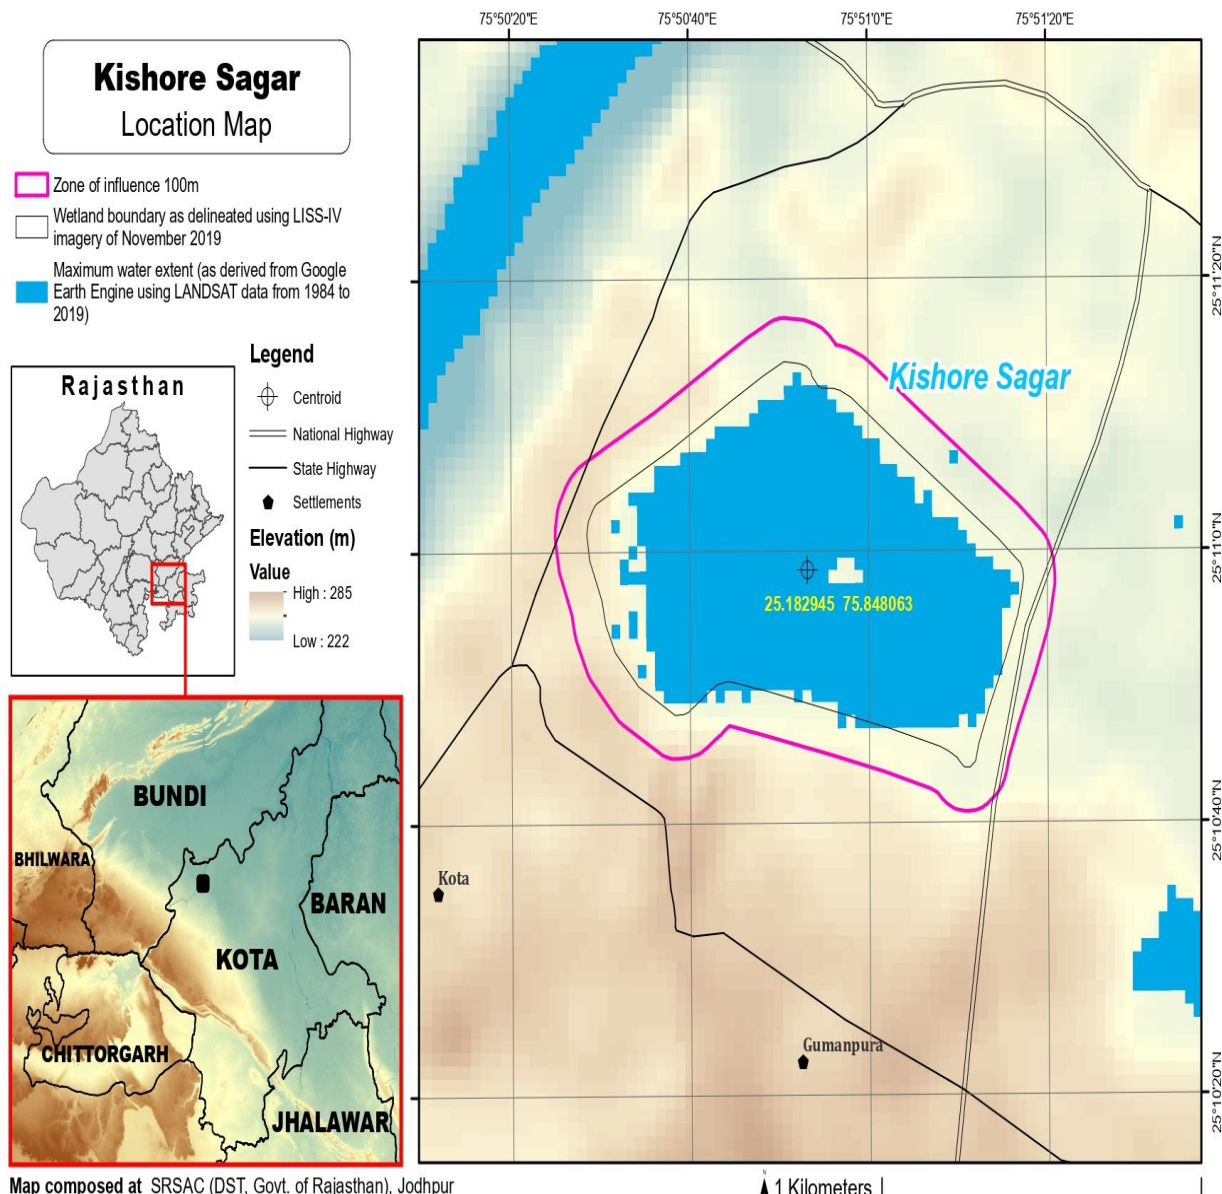 75°50'20"E 75°50'40"E 75°51'0"E 75°51'20"E
Kishore Sagar
Location Map
Zone of influence 100m
Wetland boundary as delineated using LISS-IV
imagery of November 2019
Maximum water extent (as derived from Google
Earth Engine using LANDSAT data from 1984 to
2019)
Rajasthan
Legend
Centroid
National Highway
State Highway
Settlements
Elevation (m)
Value
High : 285
Low : 222
BUNDI
BHILWARA
BARAN
KOTA
CHITTORGARH
JHALAWAR
Kishore Sagar
25.182945 75.848063
Kota
Gumanpura
25°11'20"N
25°11'0"N
25°10'40"N
25°10'20"N
Map composed at SRSAC (DST, Govt. of Rajasthan), Jodhpur
N
1 Kilometers